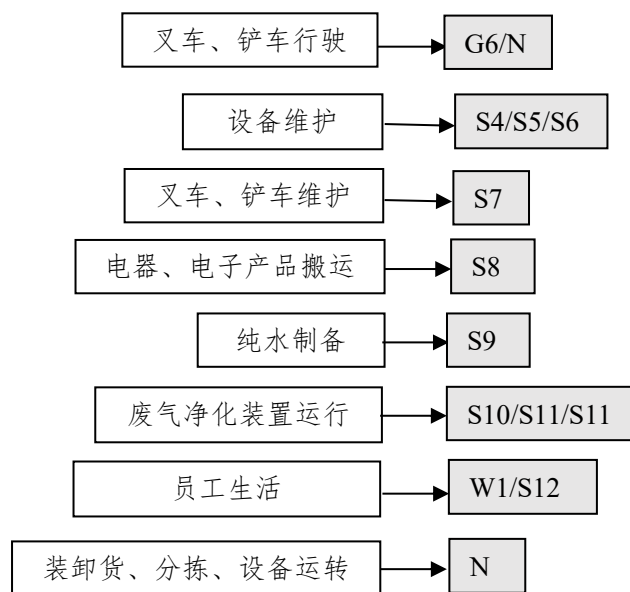 叉车、铲车行驶
G6/N
设备维护
S4/S5/S6
叉车、铲车维护
S7
电器、电子产品搬运
S8
纯水制备
S9
废气净化装置运行
S10/S11/S11
员工生活
W1/S12
装卸货、分拣、设备运转
N